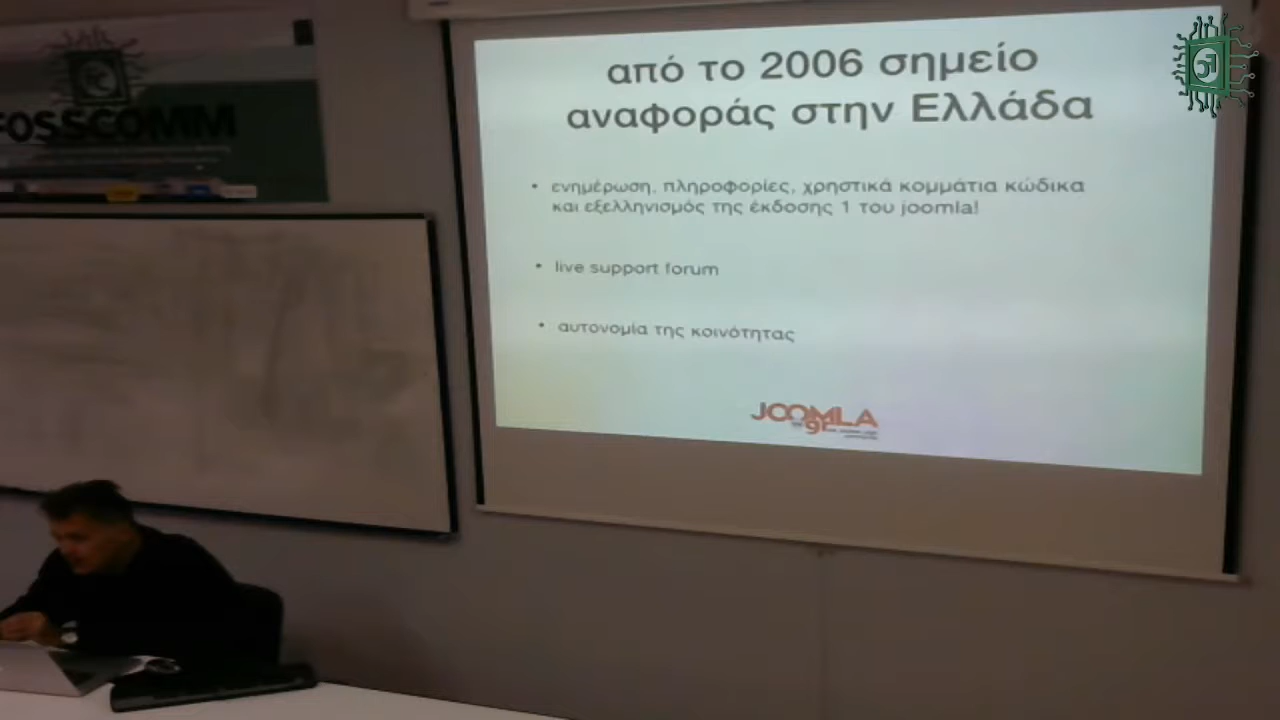 FOSSCOMM
από το 2006 σημείο
αναφοράς στην Ελλάδα
• ενημέρωση, πληροφορίες, χρηστικά κομμάτια κώδικα
και εξελληνισμός της έκδοσης 1 του joomla!
• live support forum
• αυτονομία της κοινότητας
JOOMLA
gr